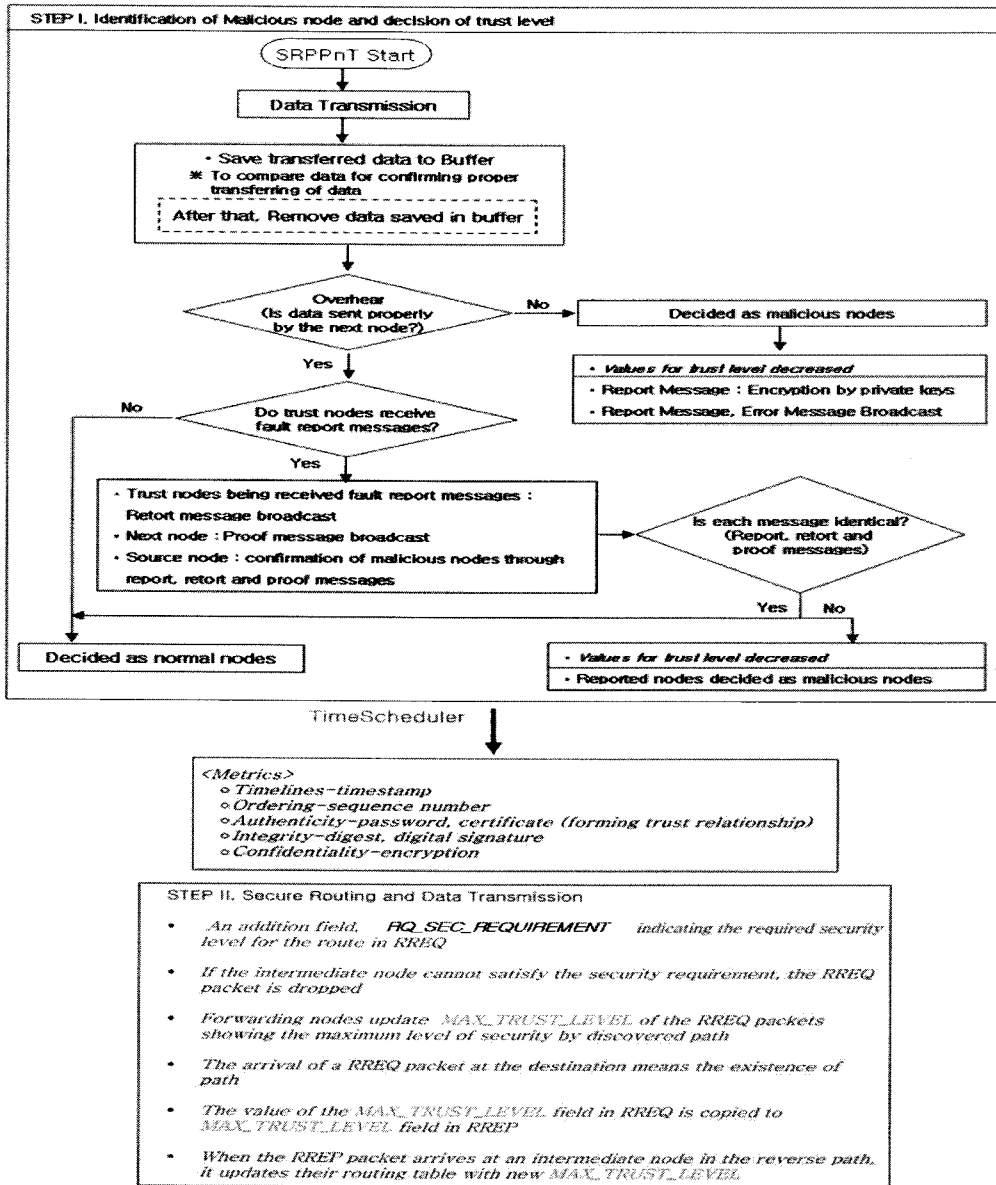 STEP I. Identification of Malicious node and decision of trust level
SRPPnT Start
Data Transmission
• Save transferred data to Buffer
※ To compare data for confirming proper
transferring of data
After that, Remove data saved in buffer
Overhear
(Is data sent properly
by the next node?)
No
Decided as malicious nodes
Yes
• Values for trust level decreased
• Report Message : Encryption by private keys
• Report Message, Error Message Broadcast
No
Do trust nodes receive
fault report messages?
Yes
• Trust nodes being received fault report messages :
Retort message broadcast
• Next node : Proof message broadcast
• Source node : confirmation of malicious nodes through
report, retort and proof messages
Is each message identical?
(Report, retort and
proof messages)
Yes
No
Decided as normal nodes
• Values for trust level decreased
• Reported nodes decided as malicious nodes
TimeScheduler
<Metrics>
○ Timelines-timestamp
○ Ordering-sequence number
○ Authenticity-password, certificate (forming trust relationship)
○ Integrity-digest, digital signature
○ Confidentiality-encryption
STEP II. Secure Routing and Data Transmission
• An addition field, RQ_SEC_REQUIREMENT indicating the required security
level for the route in RREQ
• If the intermediate node cannot satisfy the security requirement, the RREQ
packet is dropped
• Forwarding nodes update MAX_TRUST_LEVEL of the RREQ packets
showing the maximum level of security by discovered path
• The arrival of a RREQ packet at the destination means the existence of
path
• The value of the MAX_TRUST_LEVEL field in RREQ is copied to
MAX_TRUST_LEVEL field in RREP
• When the RREP packet arrives at an intermediate node in the reverse path,
it updates their routing table with new MAX_TRUST_LEVEL